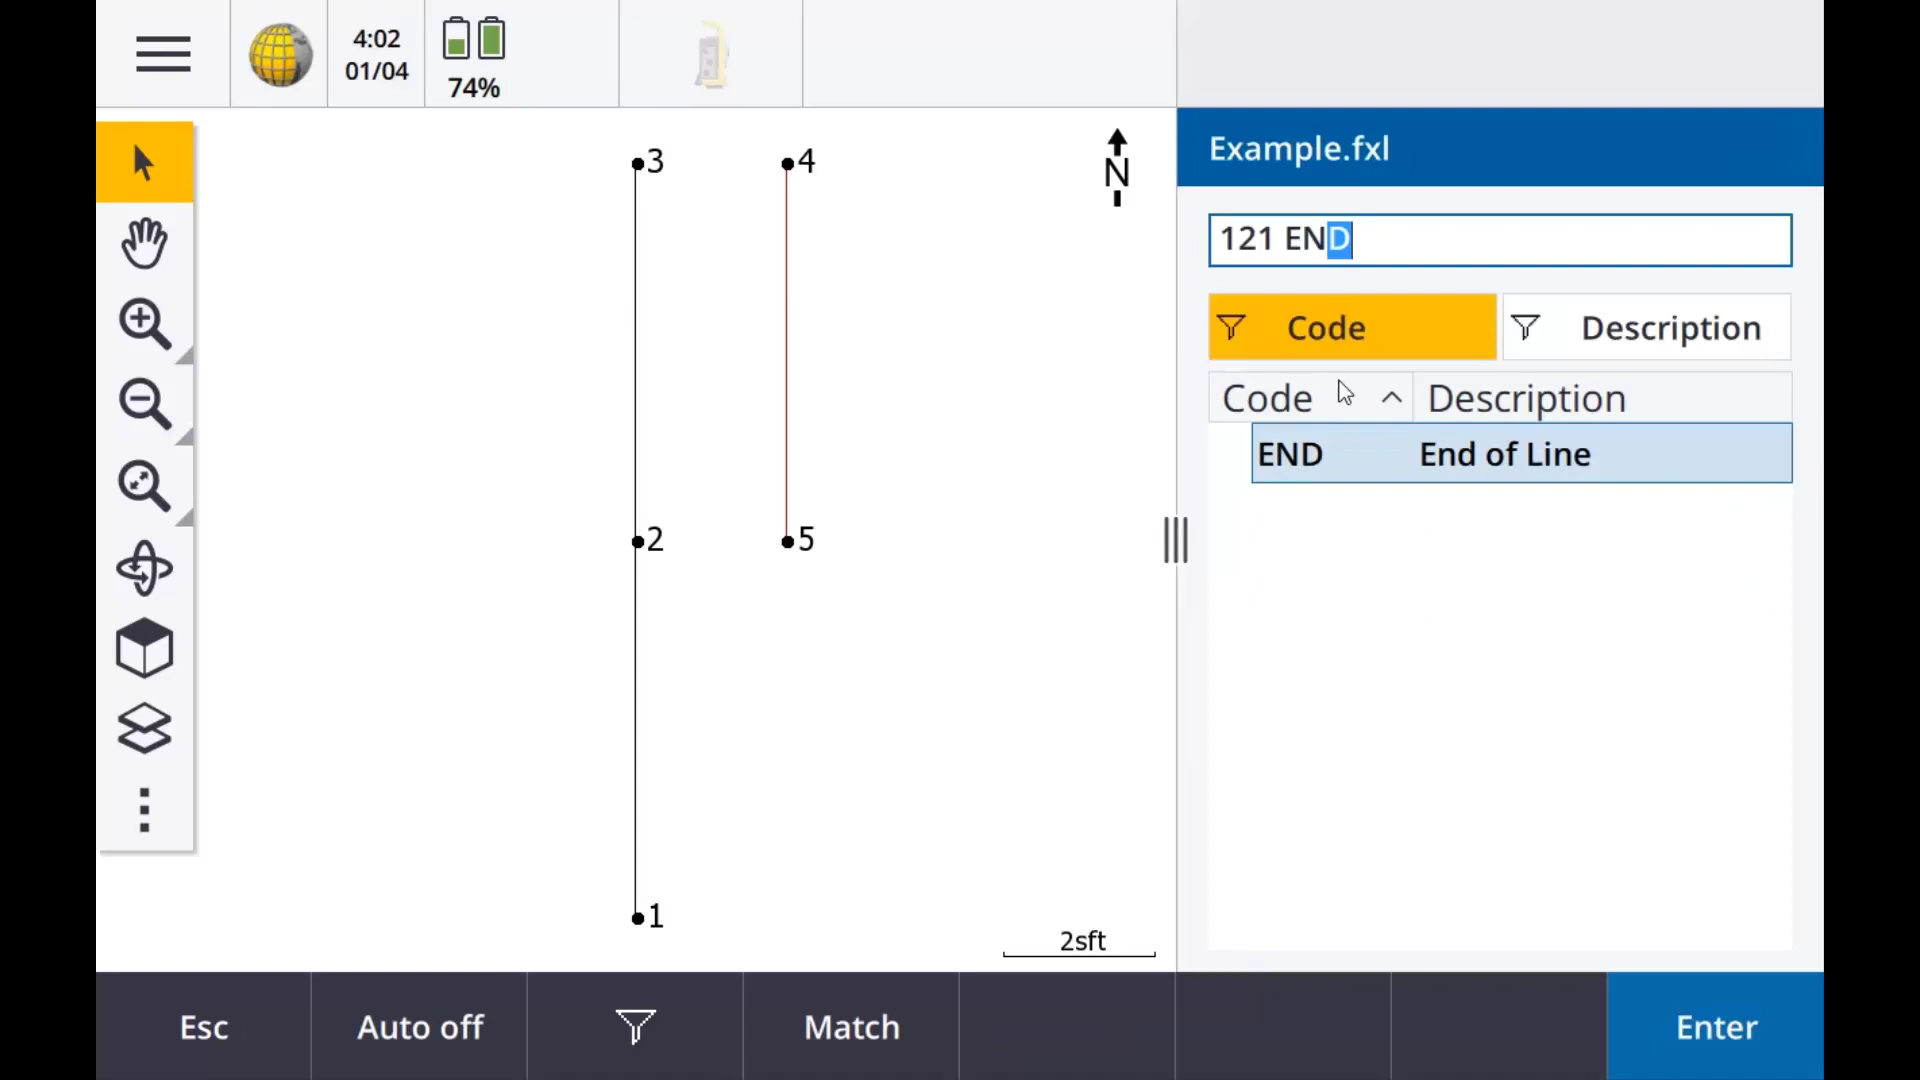 4:02
01/04
74%
Example.fxl
121 END
Code
Description
Code
Description
END
End of Line
3
4
N
2
5
1
2sft
Esc
Auto off
Match
Enter